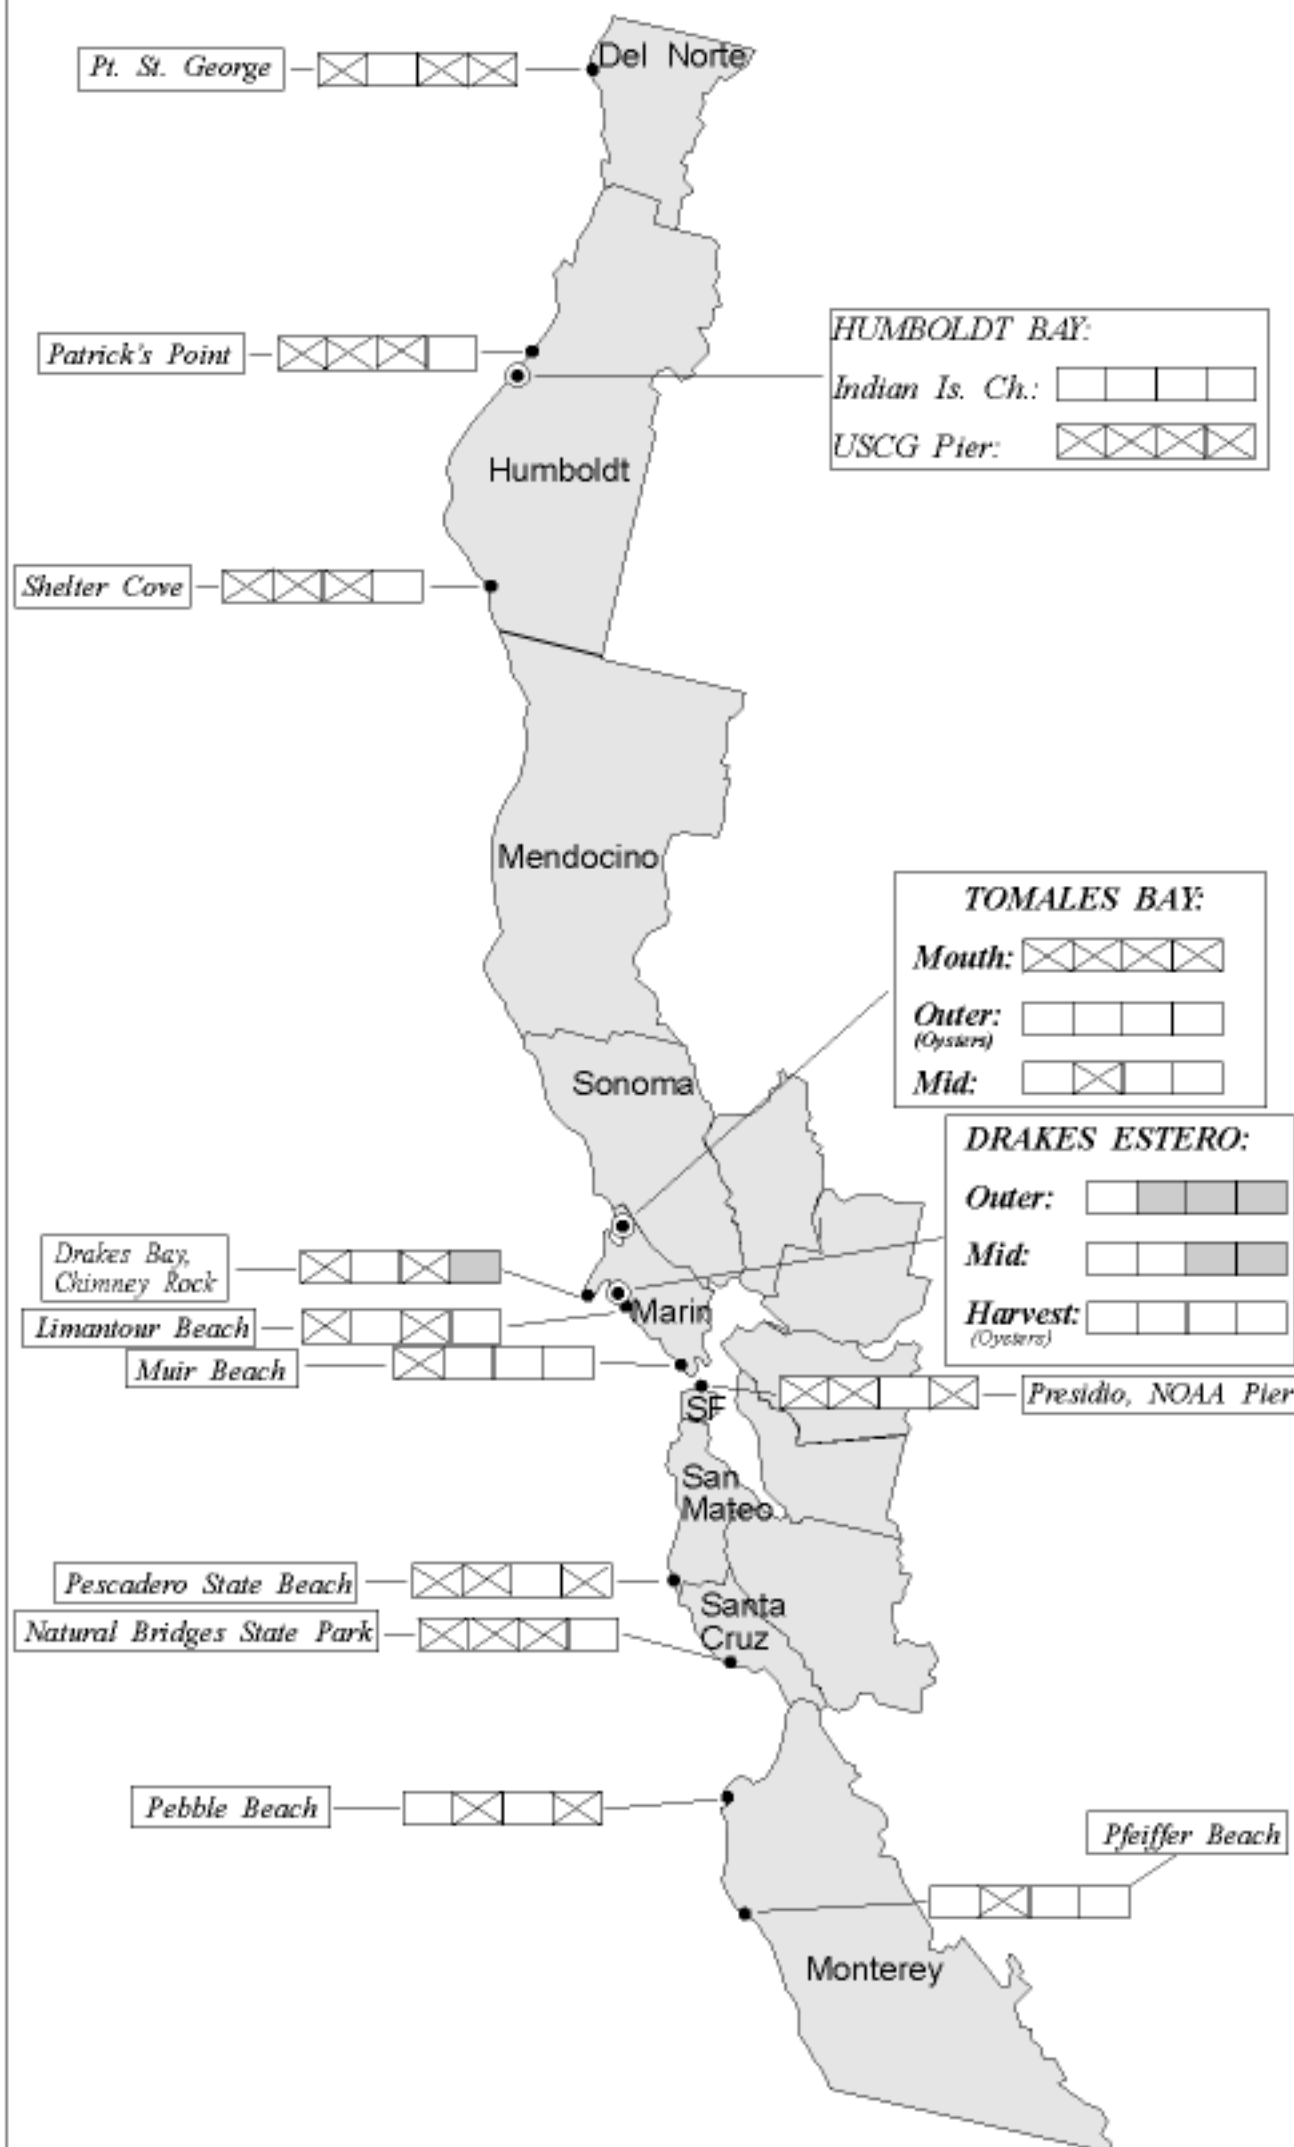 Pt. St. George
Del Norte
Patrick's Point
HUMBOLDT BAY:
Indian Is. Ch.:
USCG Pier:
Humboldt
Shelter Cove
Mendocino
TOMALES BAY:
Mouth:
Outer:
(Oysters)
Mid:
Sonoma
DRAKES ESTERO:
Outer:
Mid:
Harvest:
(Oysters)
Drakes Bay,
Chimney Rock
Limantour Beach
Marin
Muir Beach
Presidio, NOAA Pier
SF
San
Mateo
Pescadero State Beach
Santa
Cruz
Natural Bridges State Park
Pebble Beach
Pfeiffer Beach
Monterey